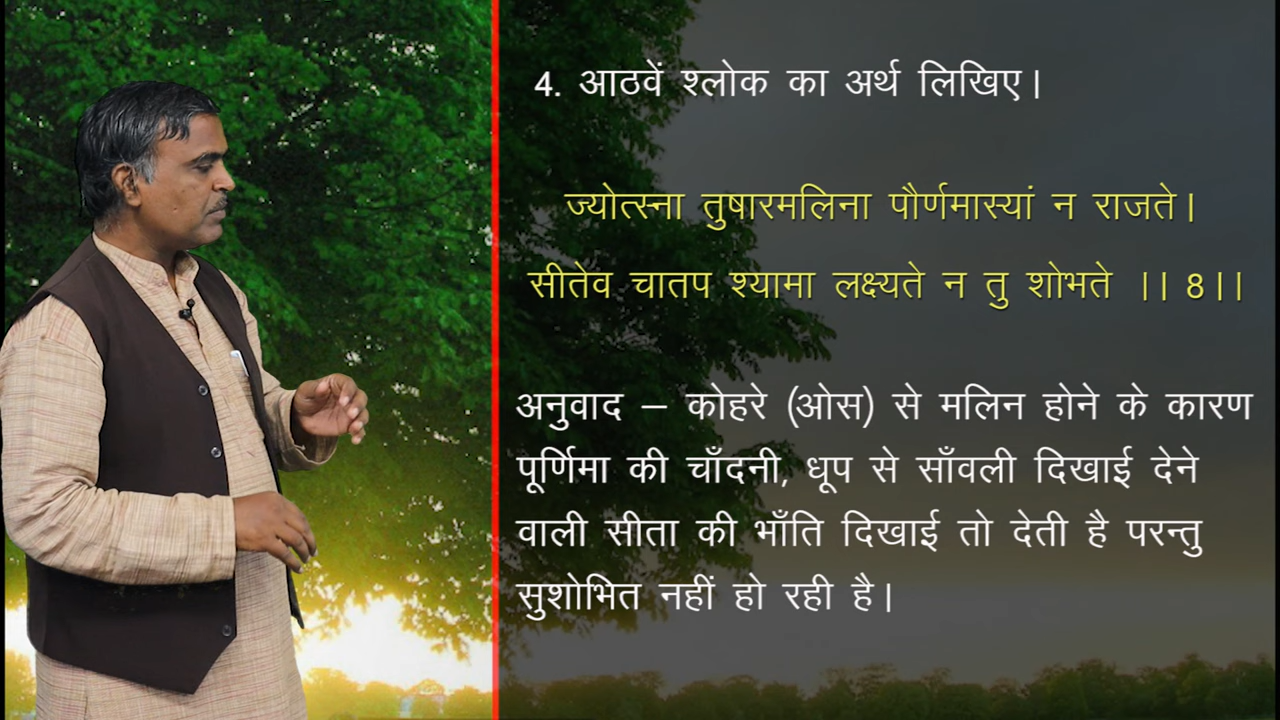 4. आठवें श्लोक का अर्थ लिखिए।
ज्योत्स्ना तुषारमलिना पौर्णमास्यां न राजते।
सीतेव चातप श्यामा लक्ष्यते न तु शोभते ।। 8।।
अनुवाद – कोहरे (ओस) से मलिन होने के कारण
पूर्णिमा की चाँदनी, धूप से साँवली दिखाई देने
वाली सीता की भाँति दिखाई तो देती है परन्तु
सुशोभित नहीं हो रही है।